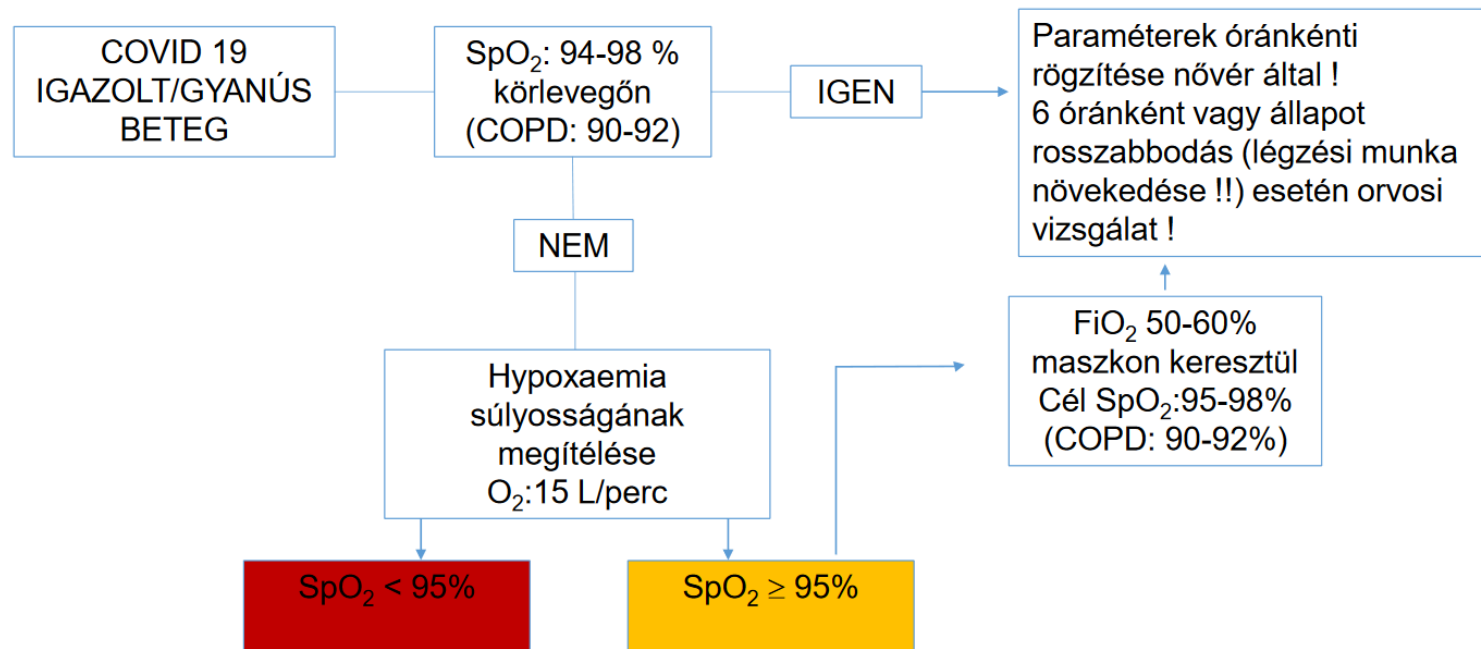 COVID 19
IGAZOLT/GYANÚS
BETEG
SpO₂: 94-98 %
körlevegőn
(COPD: 90-92)
IGEN
Paraméterek óránkénti
rögzítése nővér által !
6 óránként vagy állapot
rosszabbodás (légzési munka
növekedése !!) esetén orvosi
vizsgálat !
NEM
Hypoxaemia
súlyosságának
megítélése
O₂:15 L/perc
FiO₂ 50-60%
maszkon keresztül
Cél SpO₂:95-98%
(COPD: 90-92%)
SpO₂ < 95%
SpO₂ ≥ 95%